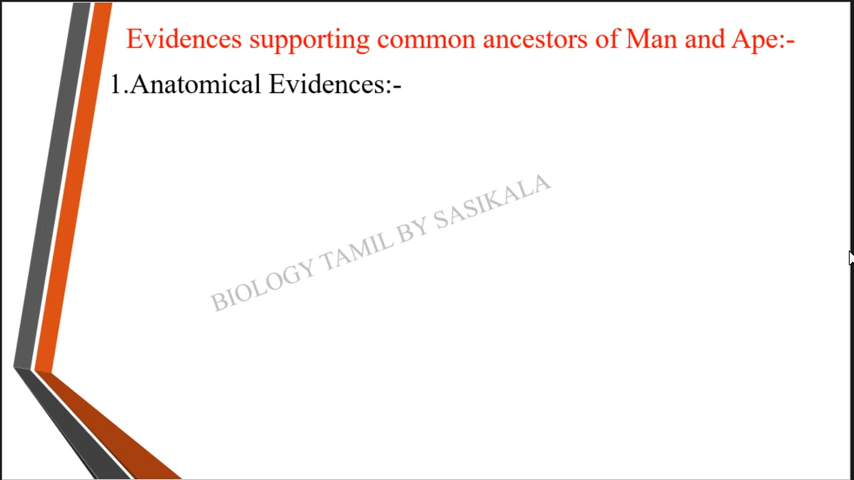 Evidences supporting common ancestors of Man and Ape:-
1.Anatomical Evidences:-
BIOLOGY TAMIL BY SASIKALA